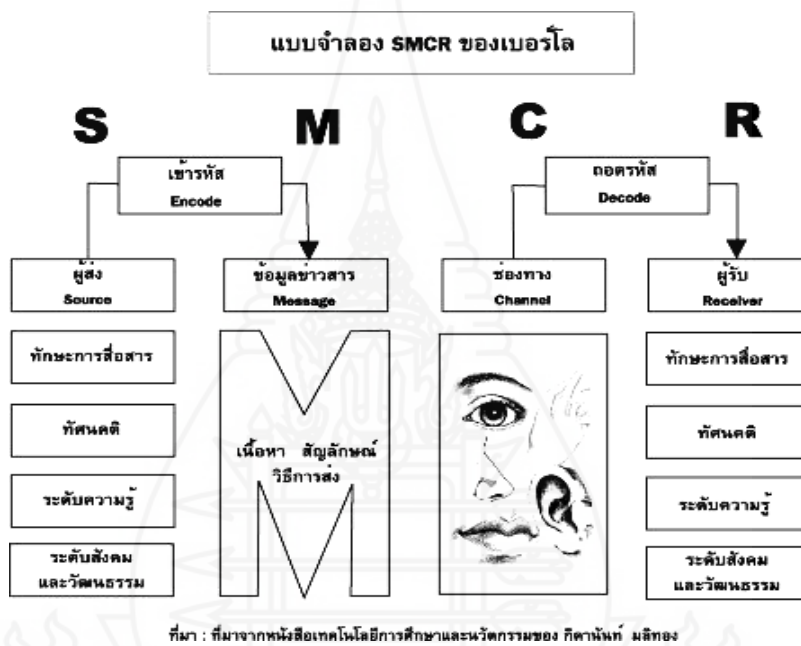 แบบจำลอง SMCR ของเบอร์โล
S M C R
เข้ารหัส
Encode
ถอดรหัส
Decode
ผู้ส่ง
Source
ข้อมูลข่าวสาร
Message
ช่องทาง
Channel
ผู้รับ
Receiver
ทักษะการสื่อสาร
ทัศนคติ
ระดับความรู้
ระดับสังคม
และวัฒนธรรม
เนื้อหา สัญลักษณ์
วิธีการส่ง
ทักษะการสื่อสาร
ทัศนคติ
ระดับความรู้
ระดับสังคม
และวัฒนธรรม
ที่มา : ที่มาจากหนังสือเทคโนโลยีการศึกษาและนวัตกรรมของ กิดานันท์ มลิทอง